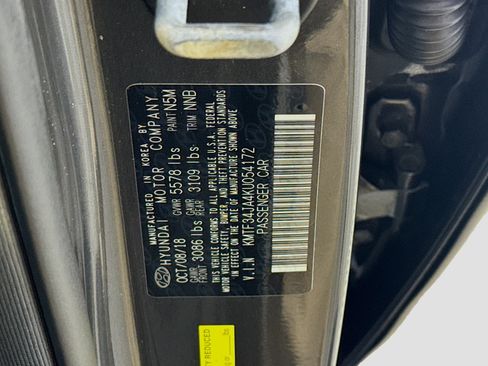 MANUFACTURED IN KOREA BY
HYUNDAI MOTOR COMPANY
OCT/08/18 GVWR 5578 lbs PAINT N5M
GAWR FRONT 3086 lbs GAWR REAR 3109 lbs TRIM NNB
THIS VEHICLE CONFORMS TO ALL APPLICABLE U.S. FEDERAL
MOTOR VEHICLE SAFETY, BUMPER, AND THEFT PREVENTION STANDARDS
IN EFFECT ON THE DATE OF MANUFACTURE SHOWN ABOVE
V.I.N KMTF34JA4KU054172
PASSENGER CAR
Y REDUCED